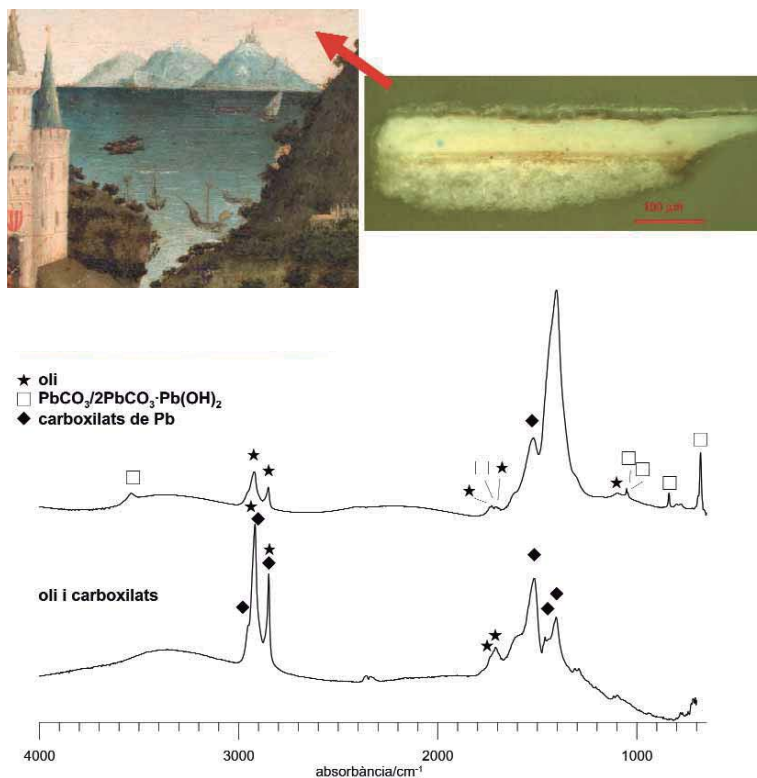 100 µm
★ oli
□ PbCO₃/2PbCO₃·Pb(OH)₂
◆ carboxilats de Pb
oli i carboxilats
4000 3000 2000 1000
absorbància/cm⁻¹